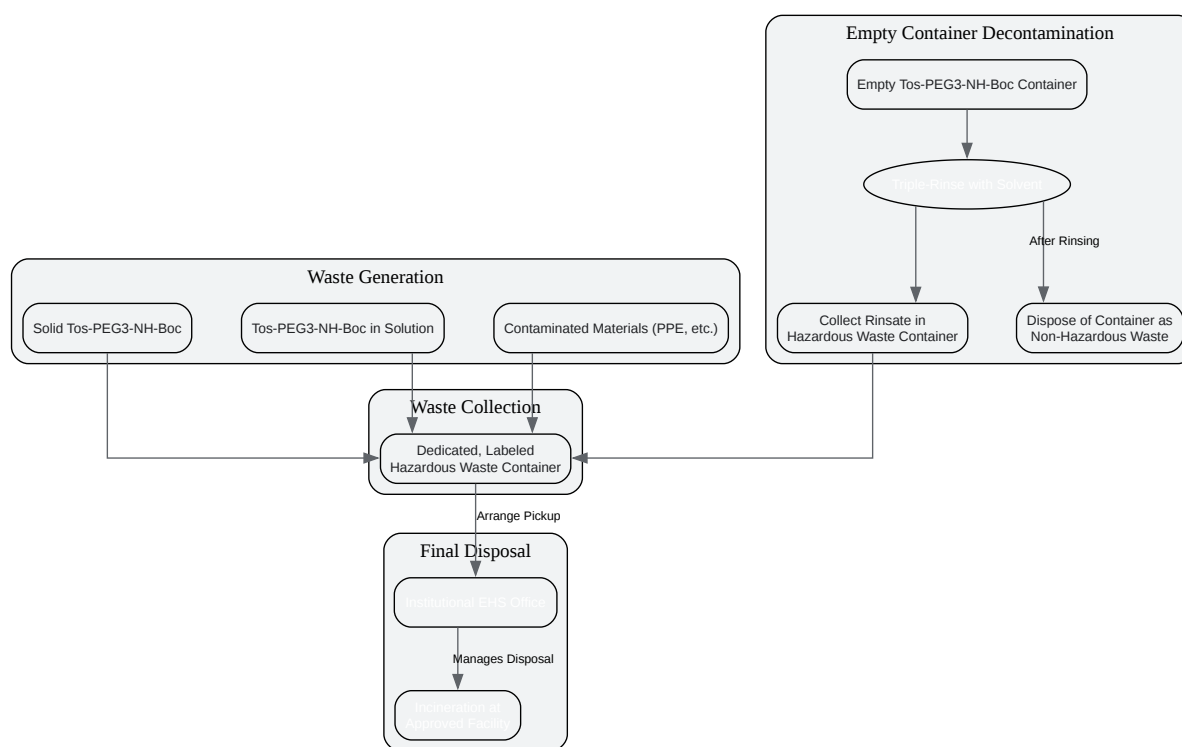 Empty Container Decontamination
Empty Tos-PEG3-NH-Boc Container
Triple-Rinse with Solvent
After Rinsing
Collect Rinsate in
Hazardous Waste Container
Dispose of Container as
Non-Hazardous Waste
Waste Generation
Solid Tos-PEG3-NH-Boc
Tos-PEG3-NH-Boc in Solution
Contaminated Materials (PPE, etc.)
Waste Collection
Dedicated, Labeled
Hazardous Waste Container
Arrange Pickup
Final Disposal
Institutional EHS Office
Manages Disposal
Incineration at
Approved Facility